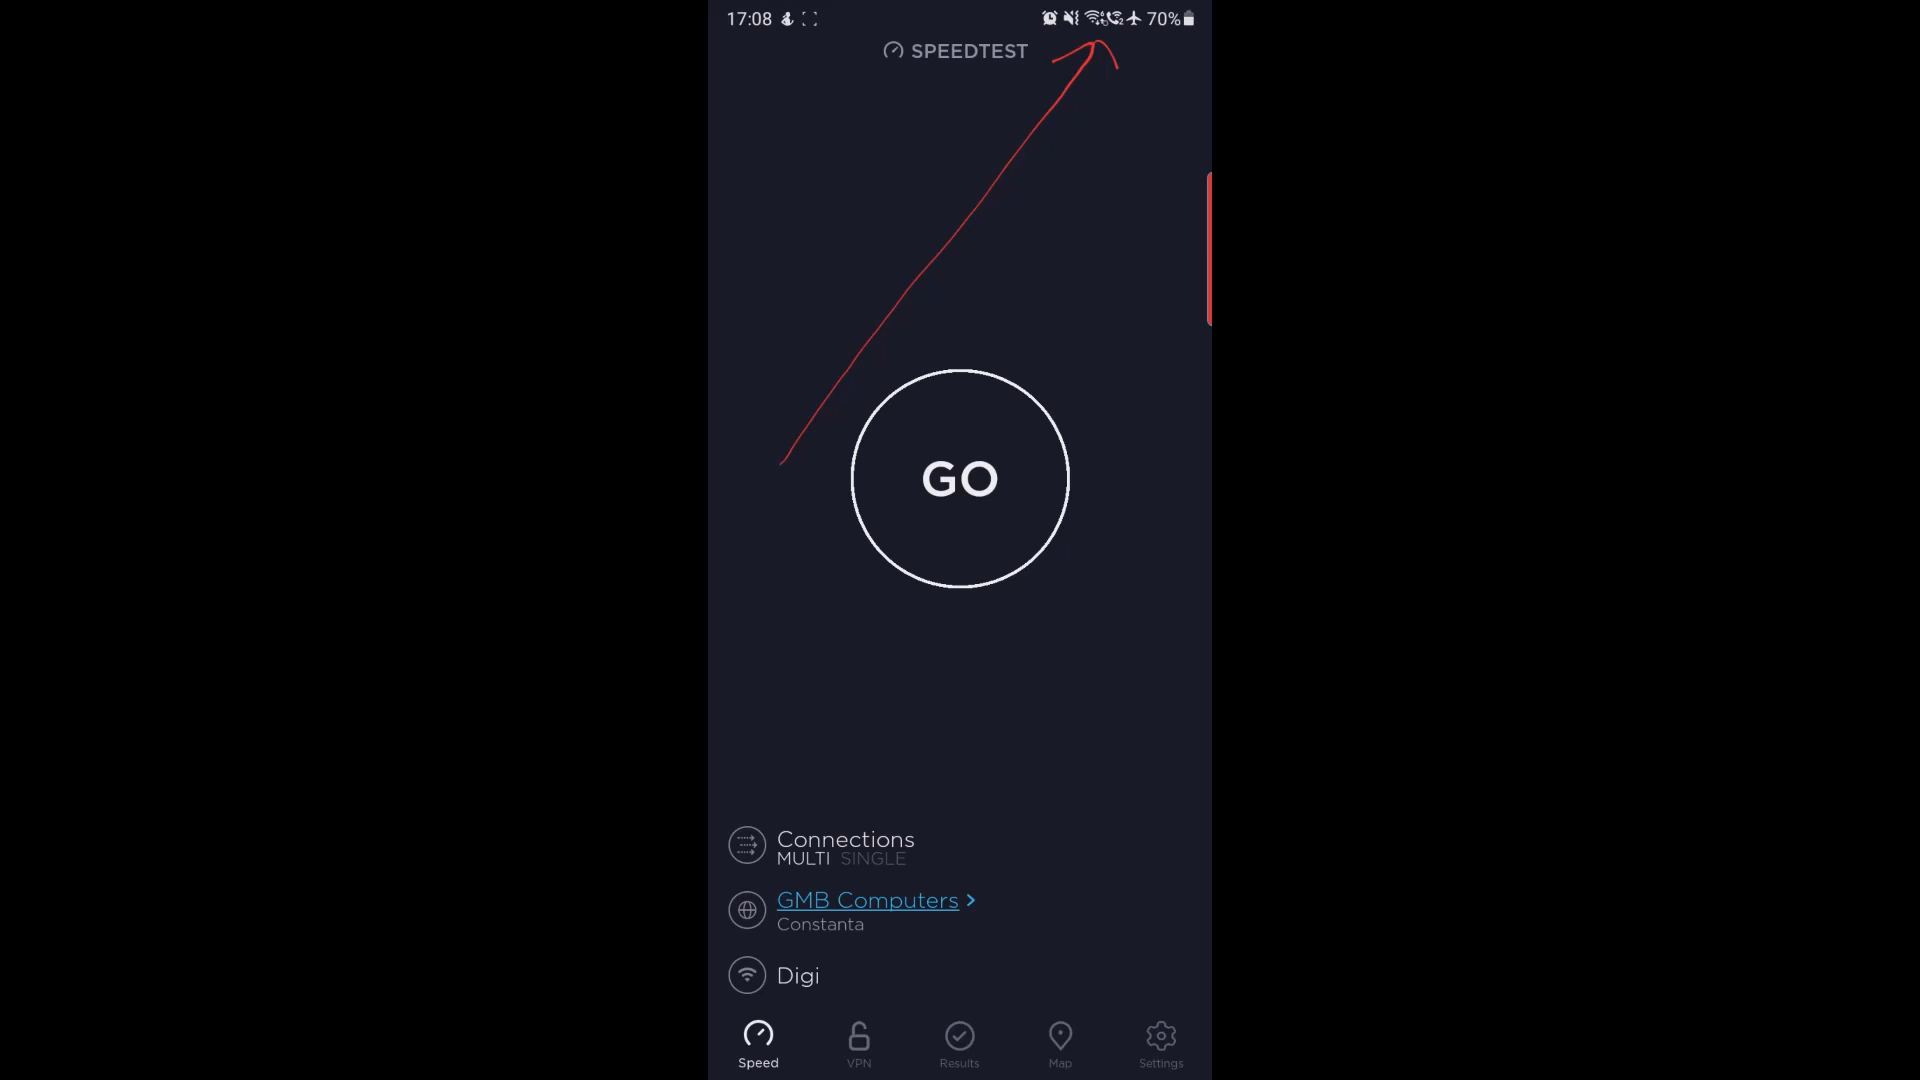 17:08
70%
SPEEDTEST
GO
Connections
MULTI SINGLE
GMB Computers
Constanta
Digi
Speed VPN Results Map Settings